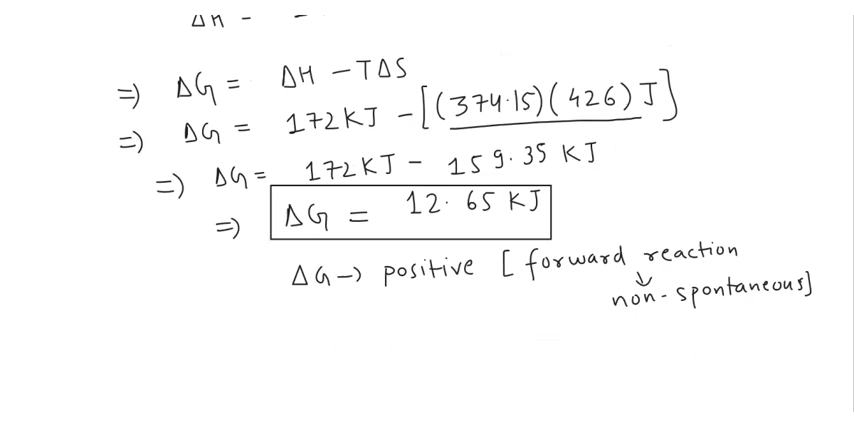 =) ΔG = ΔH - TΔS
=) ΔG = 172 KJ - [(374.15)(426) J]
=) ΔG = 172 KJ - 159.35 KJ
=) ΔG = 12.65 KJ
ΔG -> positive [forward reaction
↓
non-spontaneous]